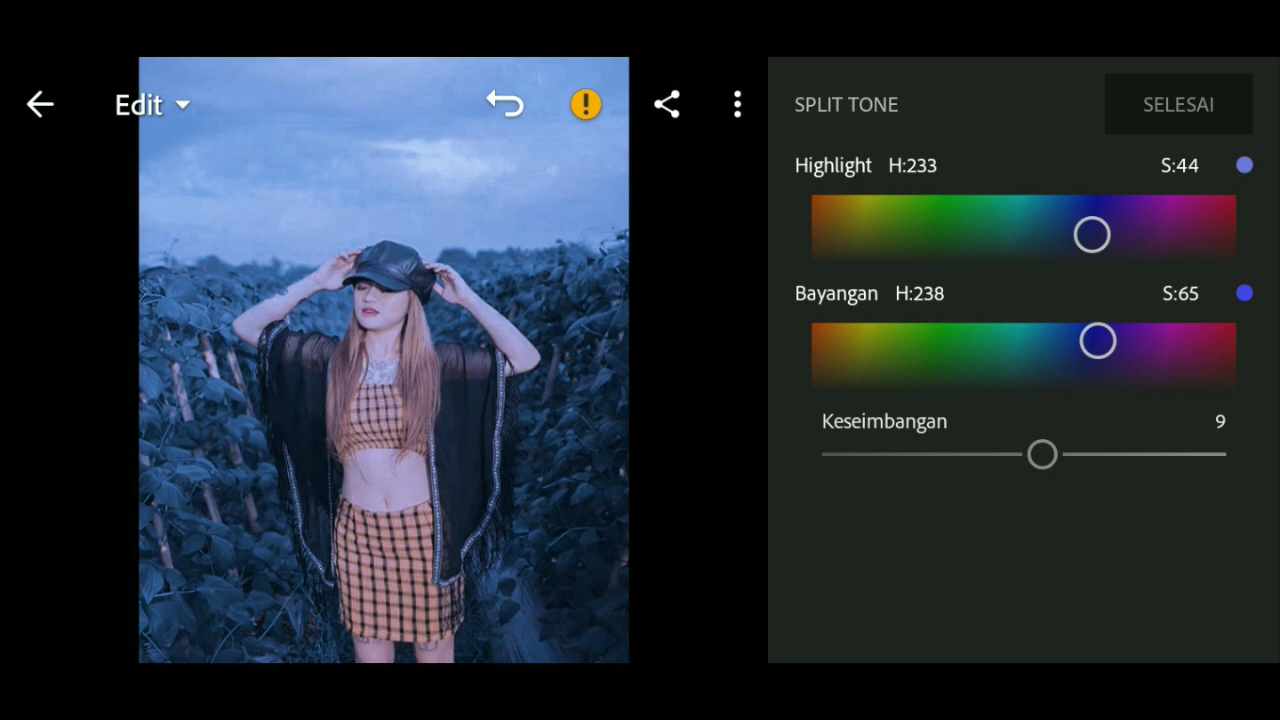 Edit
SPLIT TONE
SELESAI
Highlight H:233 S:44
Bayangan H:238 S:65
Keseimbangan 9